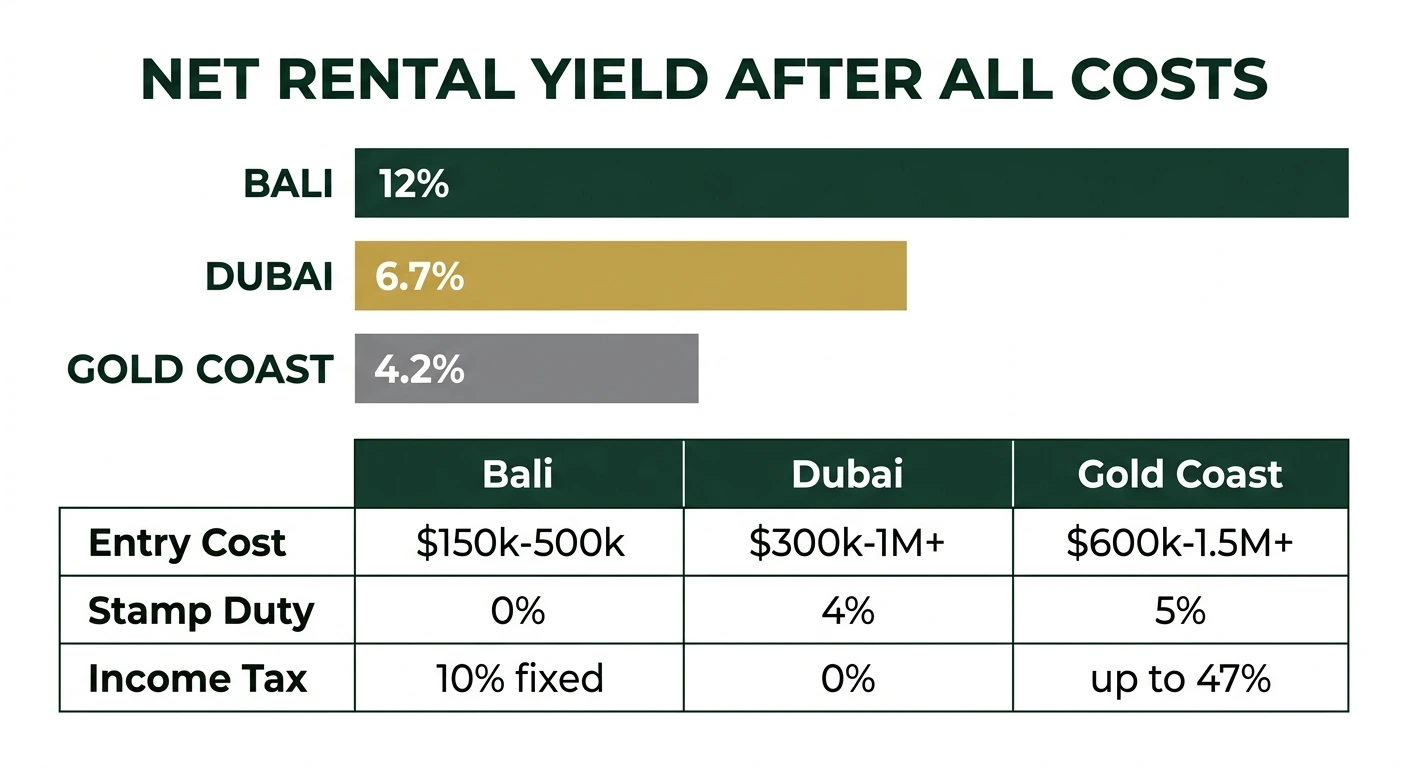 NET RENTAL YIELD AFTER ALL COSTS
BALI 12%
DUBAI 6.7%
GOLD COAST 4.2%
Bali Dubai Gold Coast
Entry Cost $150k-500k $300k-1M+ $600k-1.5M+
Stamp Duty 0% 4% 5%
Income Tax 10% fixed 0% up to 47%